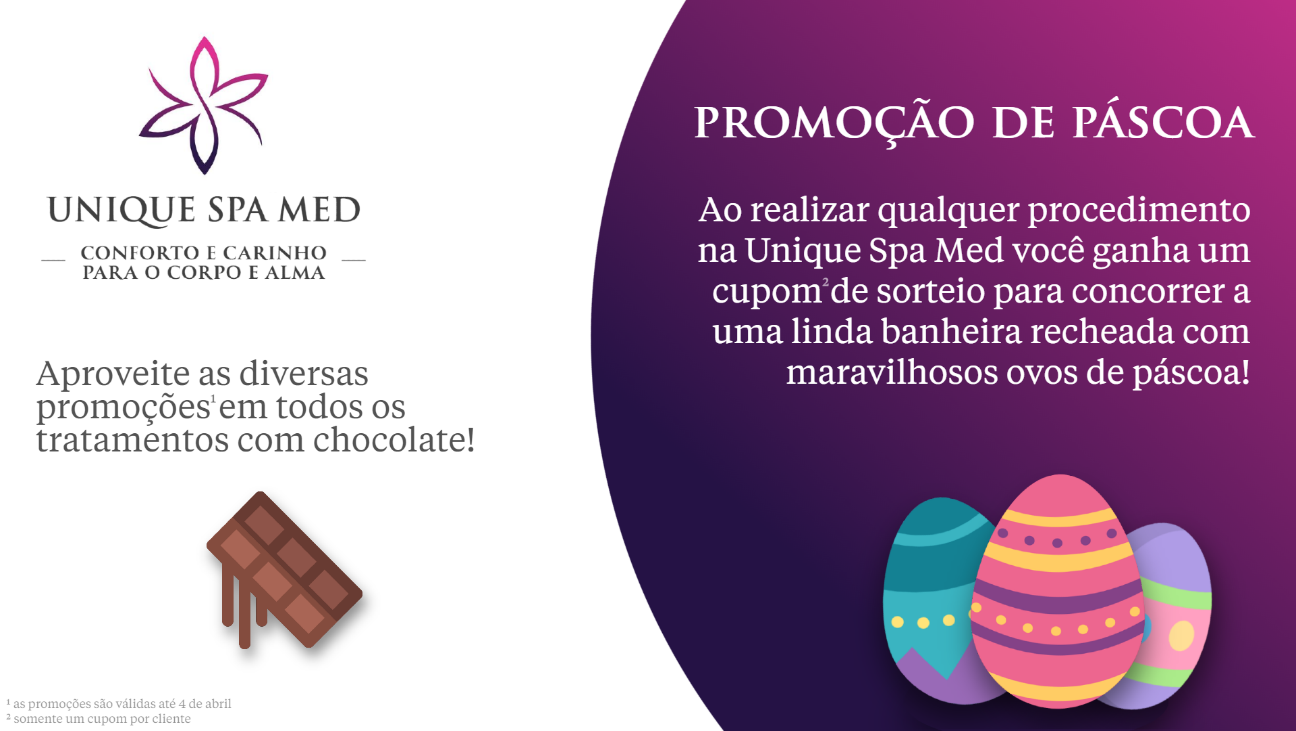 UNIQUE SPA MED
CONFORTO E CARINHO
PARA O CORPO E ALMA
Aproveite as diversas
promoções¹ em todos os
tratamentos com chocolate!
PROMOÇÃO DE PÁSCOA
Ao realizar qualquer procedimento
na Unique Spa Med você ganha um
cupom² de sorteio para concorrer a
uma linda banheira recheada com
maravilhosos ovos de páscoa!
¹ as promoções são válidas até 4 de abril
² somente um cupom por cliente